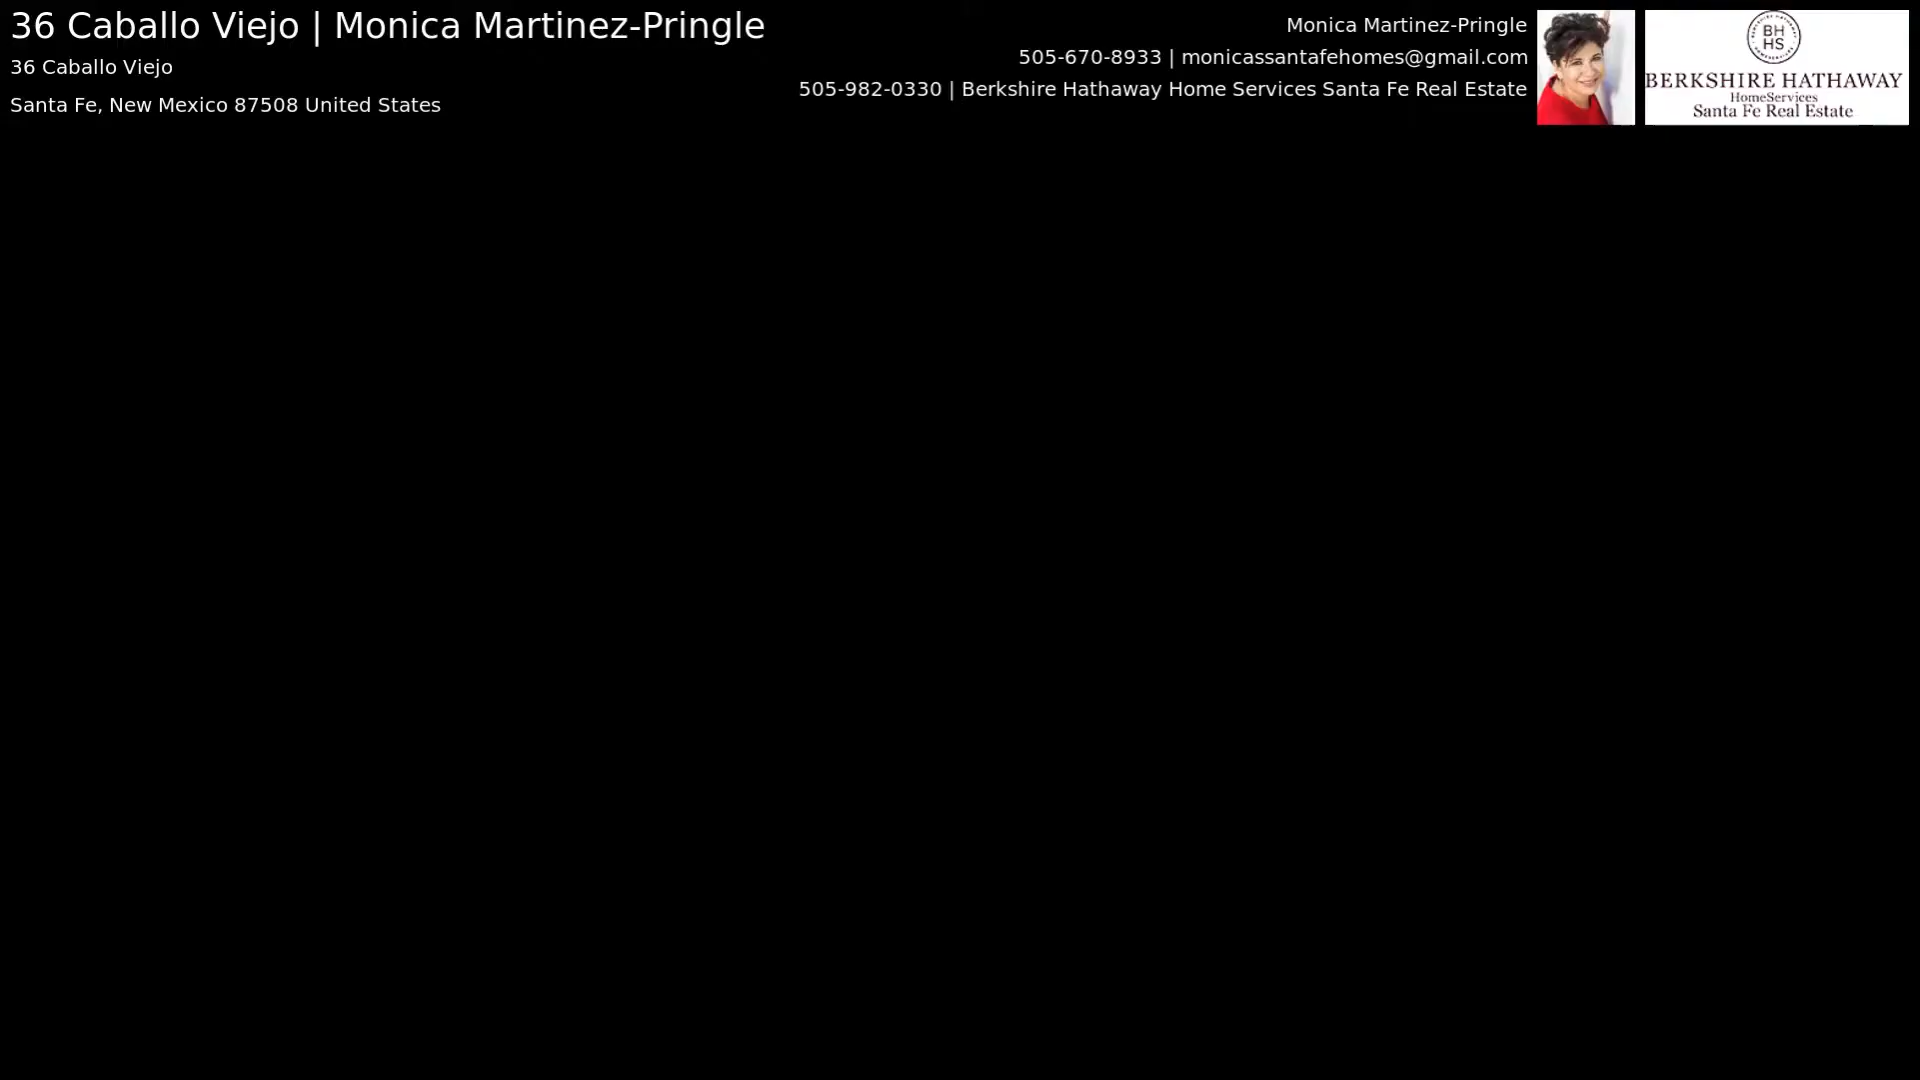 36 Caballo Viejo | Monica Martinez-Pringle
36 Caballo Viejo
Santa Fe, New Mexico 87508 United States
Monica Martinez-Pringle
505-670-8933 | monicassantafehomes@gmail.com
505-982-0330 | Berkshire Hathaway Home Services Santa Fe Real Estate
BH
HS
BERKSHIRE HATHAWAY
HomeServices
Santa Fe Real Estate